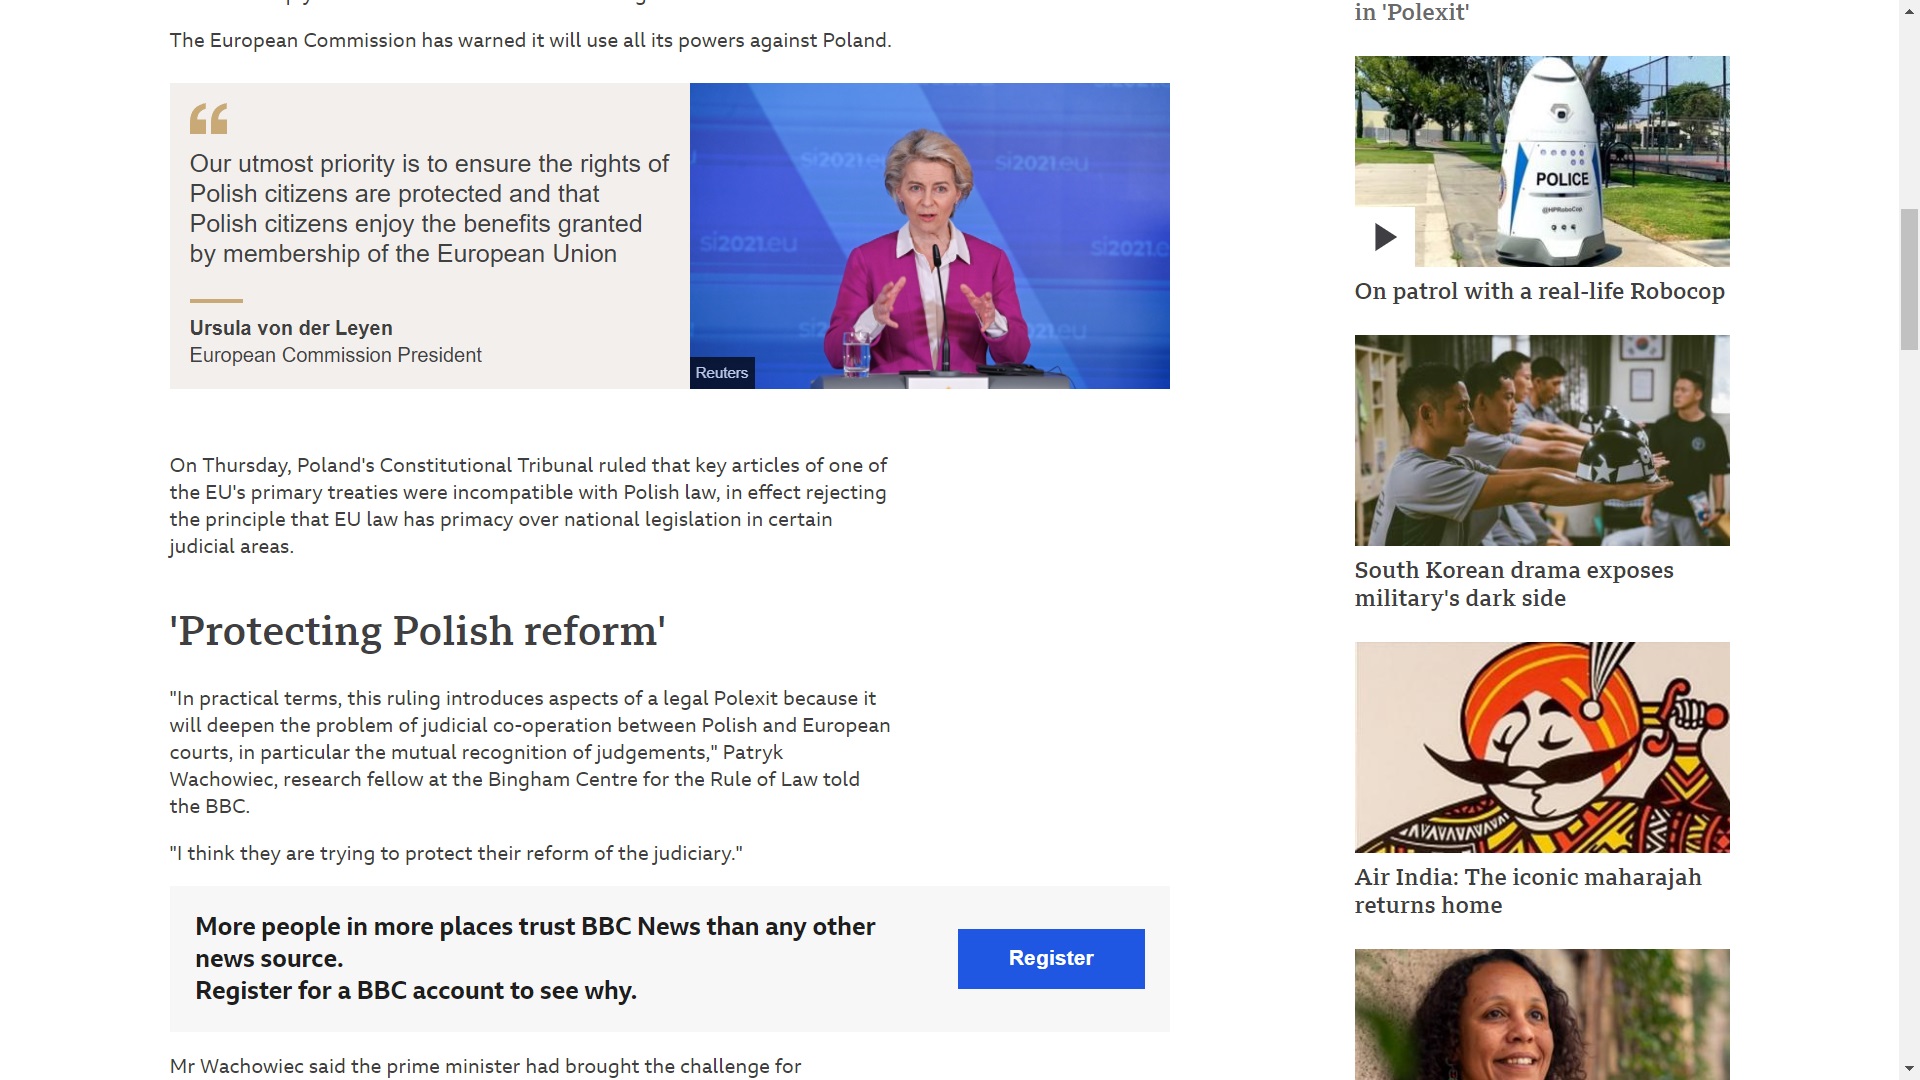 in 'Polexit'
The European Commission has warned it will use all its powers against Poland.
Our utmost priority is to ensure the rights of
Polish citizens are protected and that
Polish citizens enjoy the benefits granted
by membership of the European Union
Ursula von der Leyen
European Commission President
si2021.eu
si2021.eu
si2021.eu
Reuters
POLICE
@HPRoboCop
On patrol with a real-life Robocop
On Thursday, Poland's Constitutional Tribunal ruled that key articles of one of
the EU's primary treaties were incompatible with Polish law, in effect rejecting
the principle that EU law has primacy over national legislation in certain
judicial areas.
South Korean drama exposes
military's dark side
'Protecting Polish reform'
"In practical terms, this ruling introduces aspects of a legal Polexit because it
will deepen the problem of judicial co-operation between Polish and European
courts, in particular the mutual recognition of judgements," Patryk
Wachowiec, research fellow at the Bingham Centre for the Rule of Law told
the BBC.
"I think they are trying to protect their reform of the judiciary."
Air India: The iconic maharajah
returns home
More people in more places trust BBC News than any other
news source.
Register for a BBC account to see why.
Register
Mr Wachowiec said the prime minister had brought the challenge for